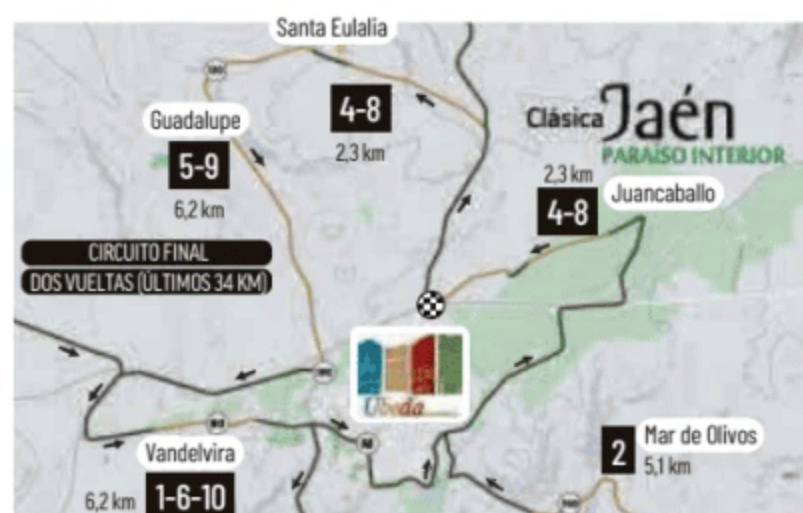 Santa Eulalia
4-8
2,3 km
Guadalupe
5-9
6,2 km
Clásica Jaén
PARAÍSO INTERIOR
2,3 km
4-8
Juancaballo
CIRCUITO FINAL
DOS VUELTAS (ÚLTIMOS 34 KM)
Úbeda
Vandelvira
6,2 km
1-6-10
2
Mar de Olivos
5,1 km